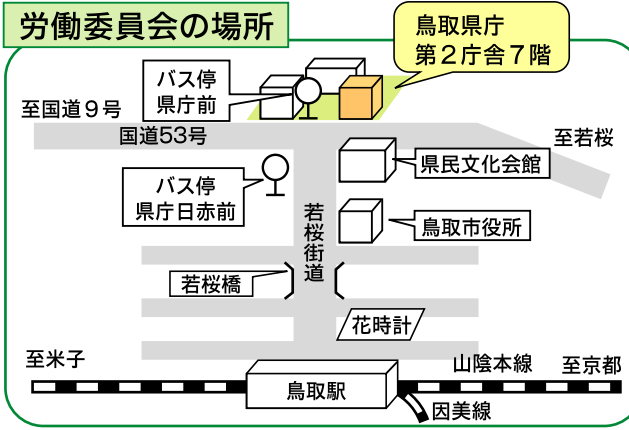 労働委員会の場所
鳥取県庁
第２庁舎７階
バス停
県庁前
至国道９号
国道53号
至若桜
県民文化会館
バス停
県庁日赤前
若桜街道
鳥取市役所
若桜橋
花時計
至米子
山陰本線
至京都
鳥取駅
因美線